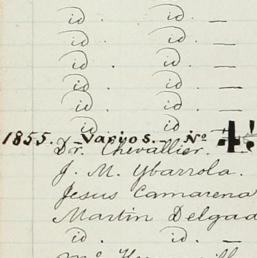 id. id. —
id. id. —
id. id. —
id. id. —
id. id. —
id id
1855. Varios. Nº 4
Dr. Chevallier.
J. M. Ybarrola.
Jesus Camarena
Martin Delgad
id. id. —